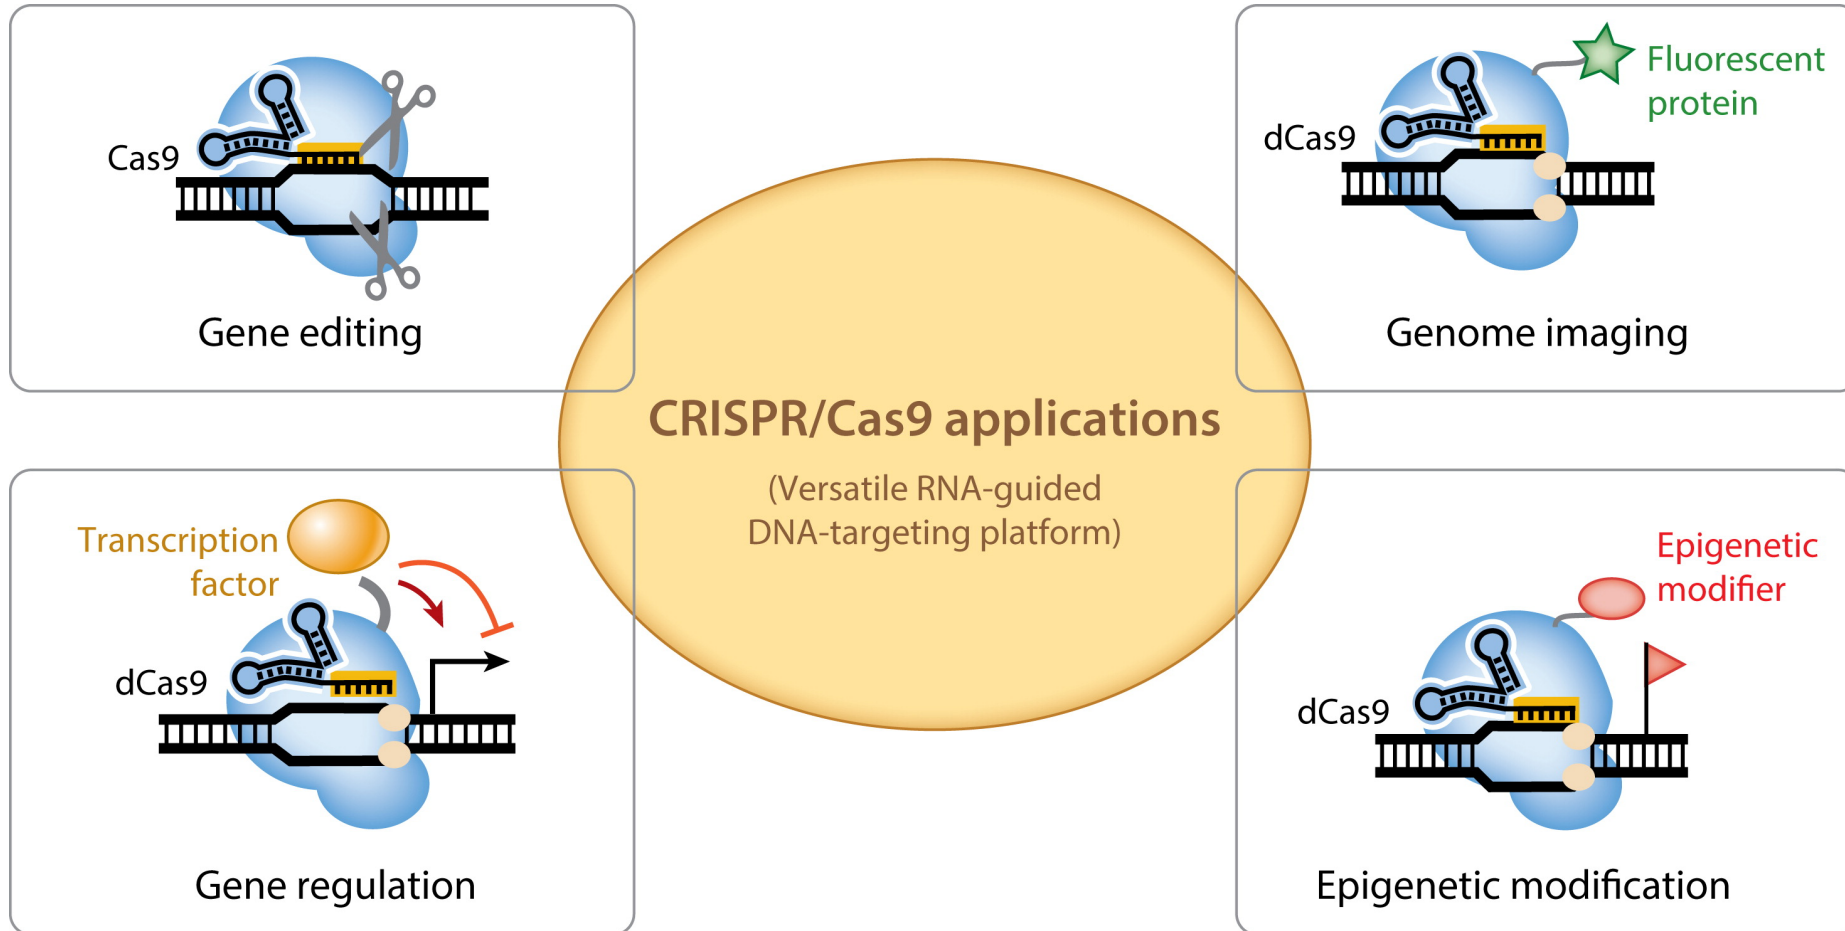 Cas9
Gene editing
Fluorescent
protein
dCas9
Genome imaging
CRISPR/Cas9 applications
(Versatile RNA-guided
DNA-targeting platform)
Transcription
factor
dCas9
Gene regulation
Epigenetic
modifier
dCas9
Epigenetic modification